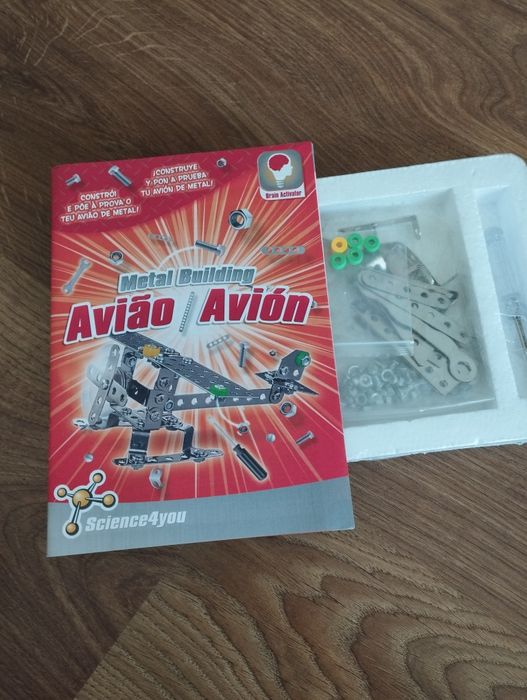 CONSTRÓI
E PÕE À PROVA O
TEU AVIÃO DE METAL!
¡CONSTRUYE
Y PON A PRUEBA
TU AVIÓN DE METAL!
Brain Activator
Metal Building
Avião Avión
Science4you